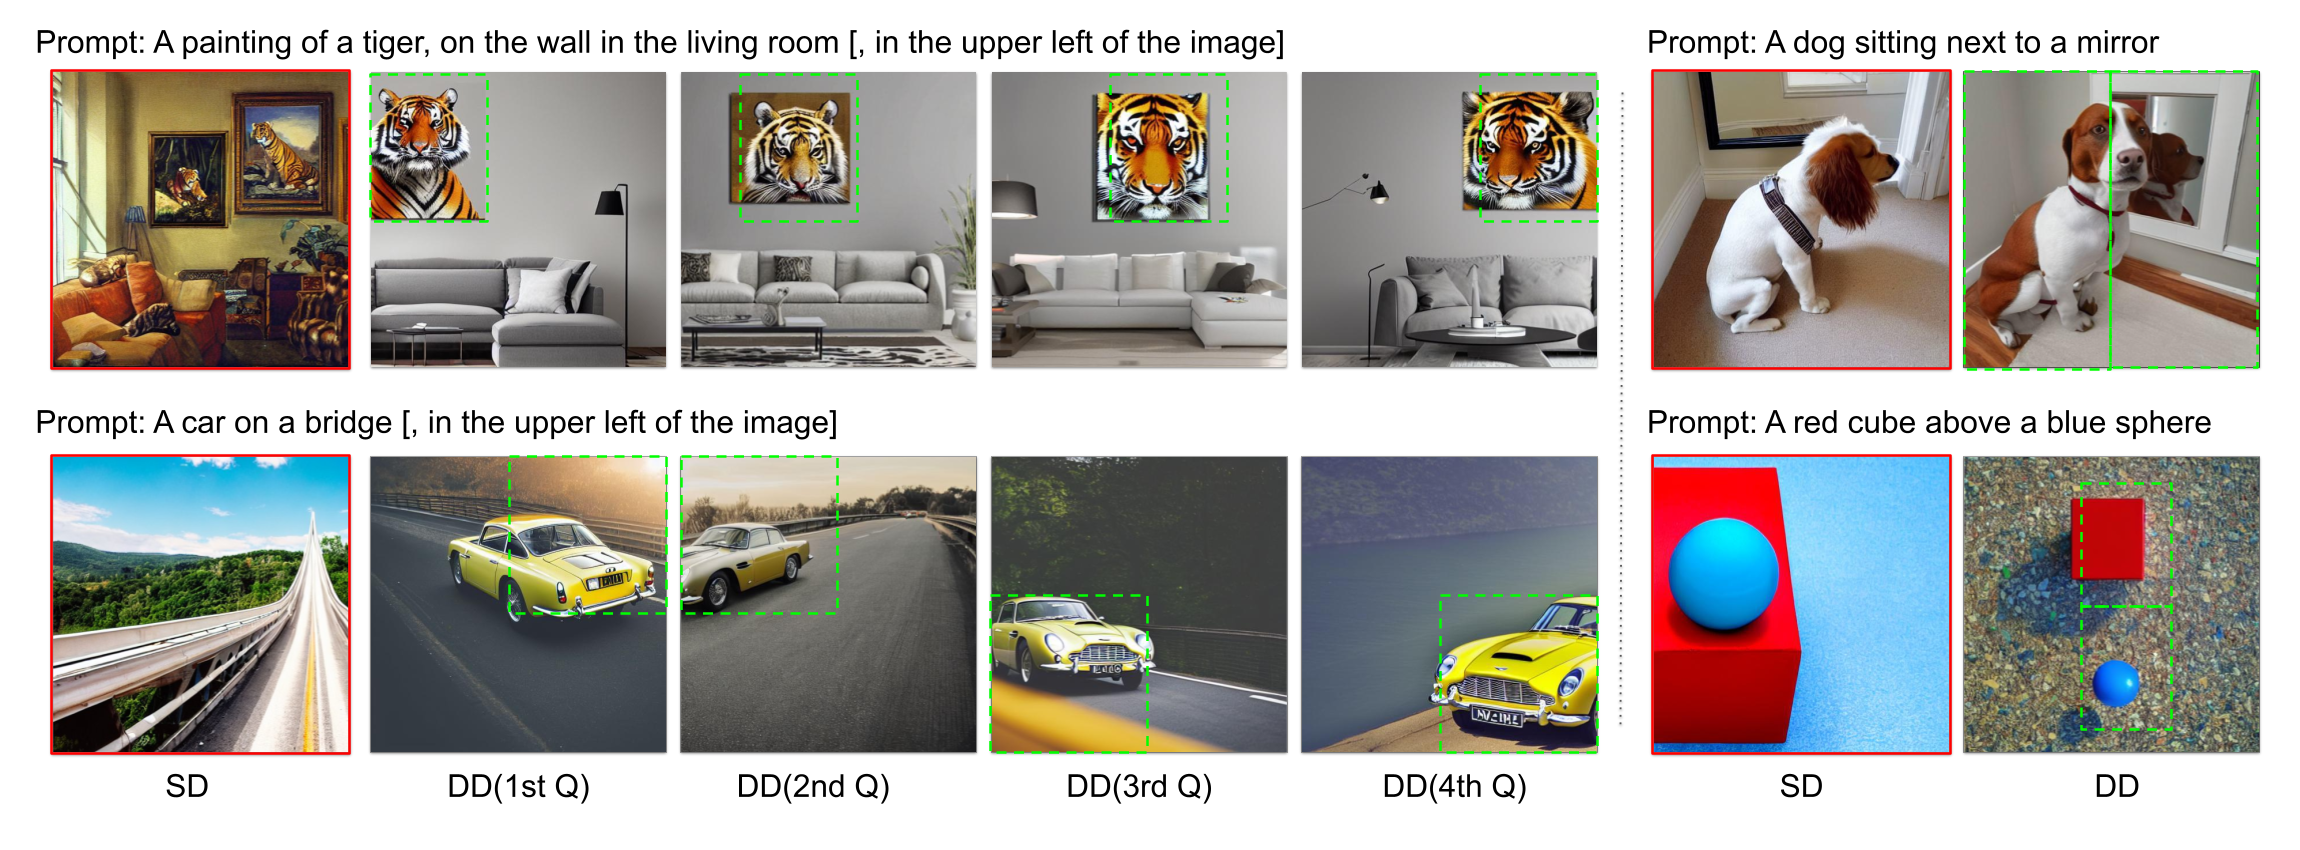 Prompt: A painting of a tiger, on the wall in the living room [, in the upper left of the image]
Prompt: A dog sitting next to a mirror
Prompt: A car on a bridge [, in the upper left of the image]
Prompt: A red cube above a blue sphere
SD
DD(1st Q)
DD(2nd Q)
DD(3rd Q)
DD(4th Q)
SD
DD